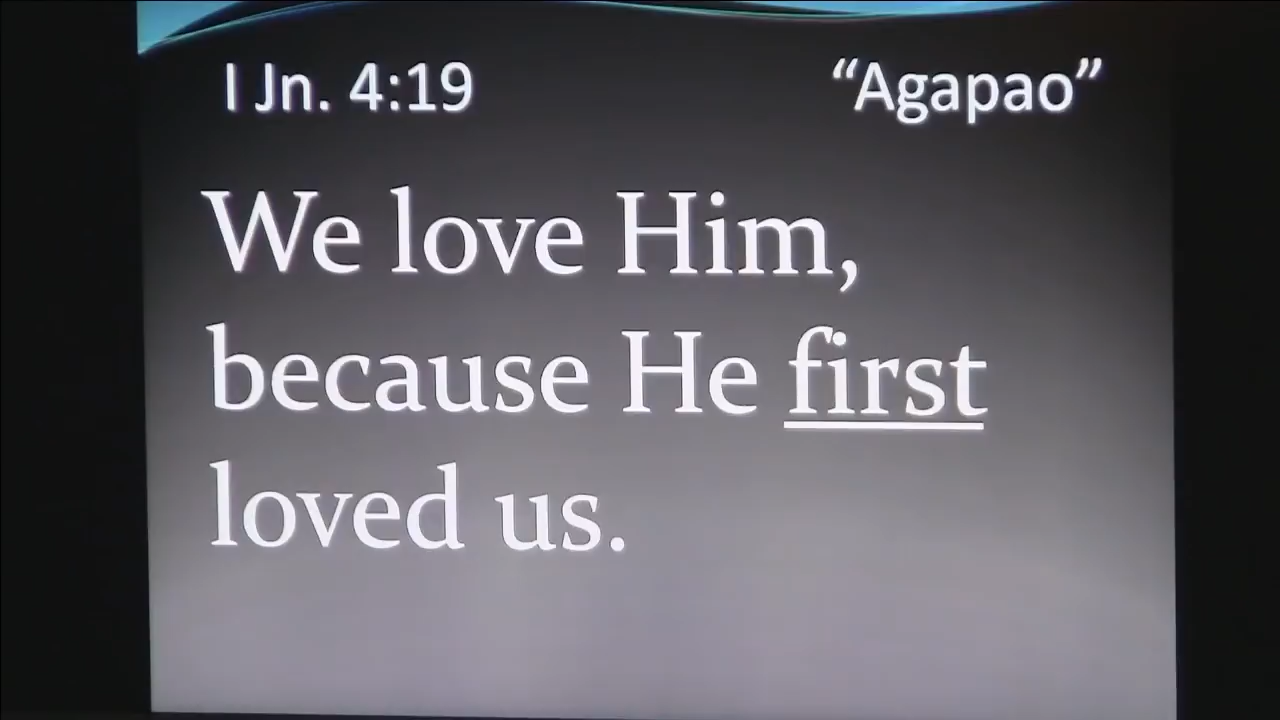 I Jn. 4:19 “Agapao”
We love Him,
because He first
loved us.